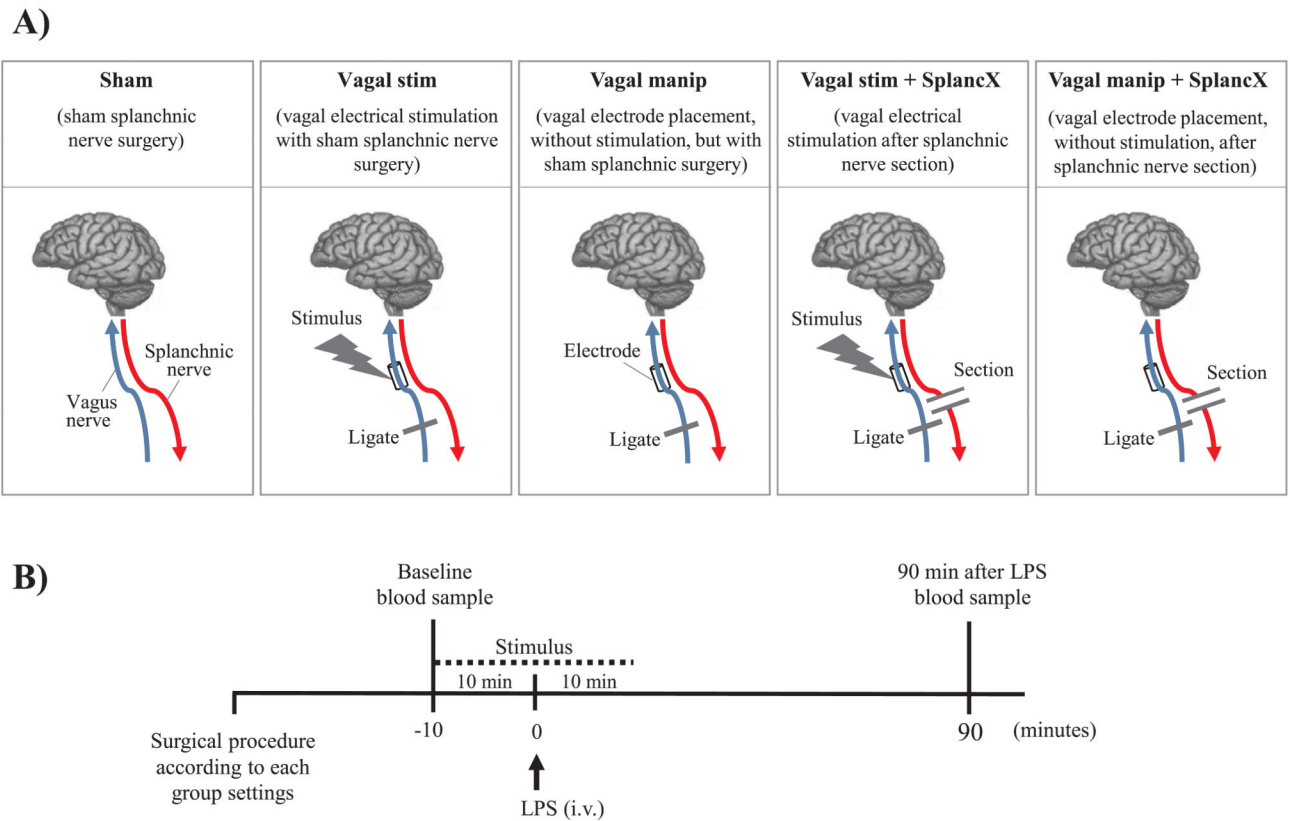 A)
Sham
(sham splanchnic
nerve surgery)
Vagal stim
(vagal electrical stimulation
with sham splanchnic nerve
surgery)
Vagal manip
(vagal electrode placement,
without stimulation, but with
sham splanchnic surgery)
Vagal stim + SplancX
(vagal electrical
stimulation after splanchnic
nerve section)
Vagal manip + SplancX
(vagal electrode placement,
without stimulation, after
splanchnic nerve section)
Splanchnic
nerve
Vagus
nerve
Stimulus
Ligate
Electrode
Ligate
Stimulus
Section
Ligate
Section
Ligate
B)
Baseline
blood sample
90 min after LPS
blood sample
Stimulus
10 min
10 min
-10
0
90
(minutes)
Surgical procedure
according to each
group settings
LPS (i.v.)